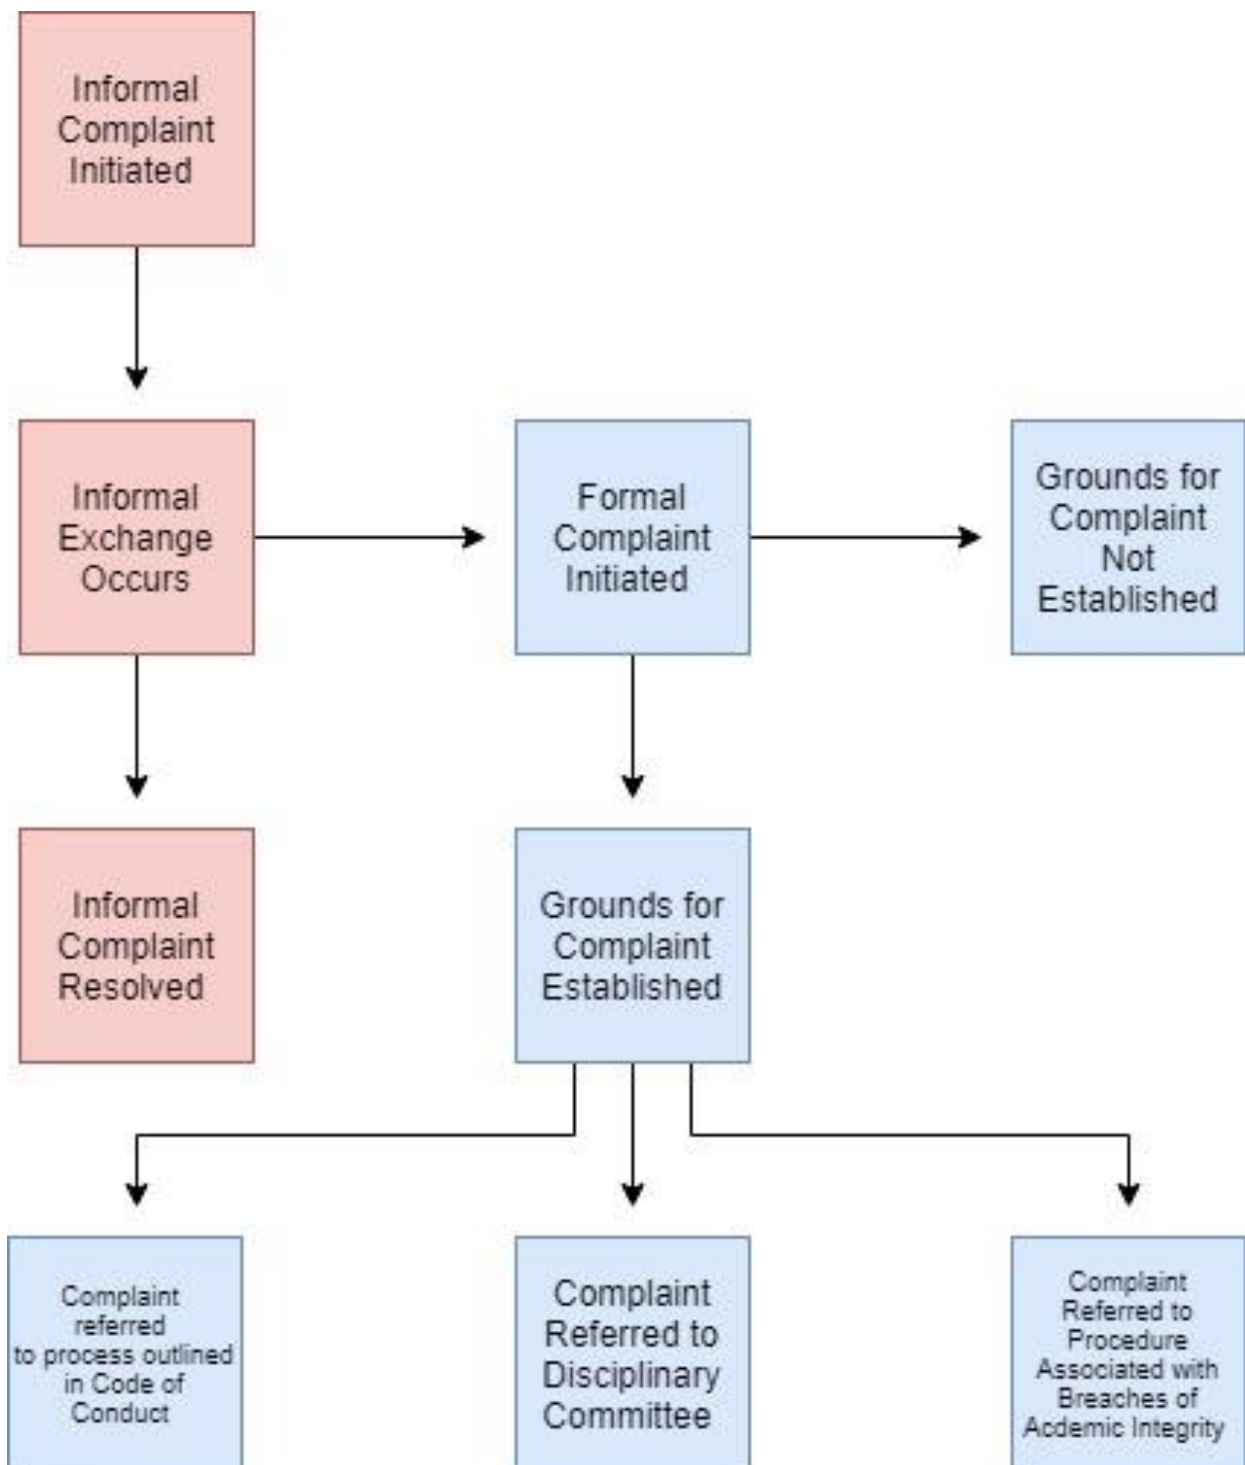 Informal
Complaint
Initiated
Informal
Exchange
Occurs
Formal
Complaint
Initiated
Grounds for
Complaint
Not
Established
Informal
Complaint
Resolved
Grounds for
Complaint
Established
Complaint
referred
to process outlined
in Code of
Conduct
Complaint
Referred to
Disciplinary
Committee
Complaint
Referred to
Procedure
Associated with
Breaches of
Acdemic Integrity